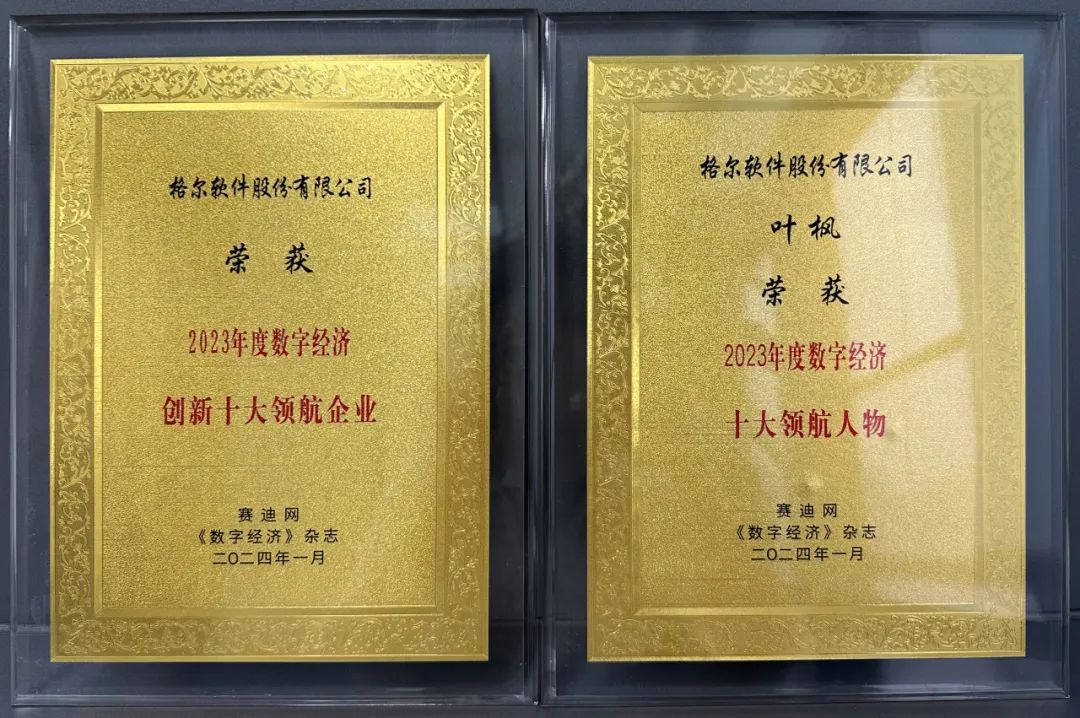 格尔软件股份有限公司
荣获
2023年度数字经济
创新十大领航企业
赛迪网
《数字经济》杂志
二〇二四年一月
格尔软件股份有限公司
叶枫
荣获
2023年度数字经济
十大领航人物
赛迪网
《数字经济》杂志
二〇二四年一月